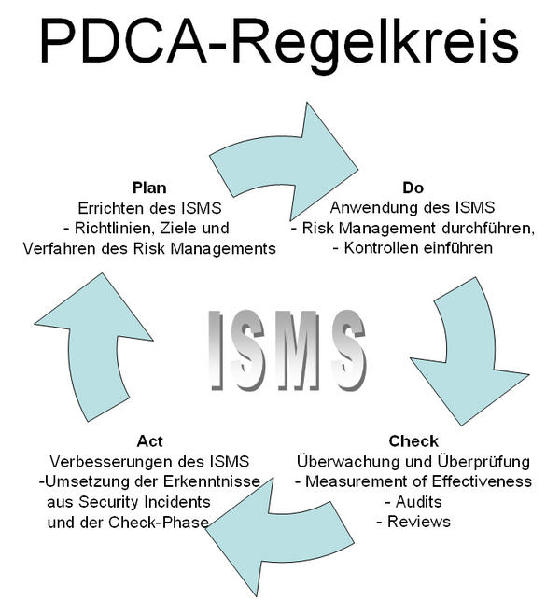 PDCA-Regelkreis
Plan
Errichten des ISMS
- Richtlinien, Ziele und
Verfahren des Risk Managements
Do
Anwendung des ISMS
- Risk Management durchführen,
- Kontrollen einführen
ISMS
Act
Verbesserungen des ISMS
-Umsetzung der Erkenntnisse
aus Security Incidents
und der Check-Phase
Check
Überwachung und Überprüfung
- Measurement of Effectiveness
- Audits
- Reviews